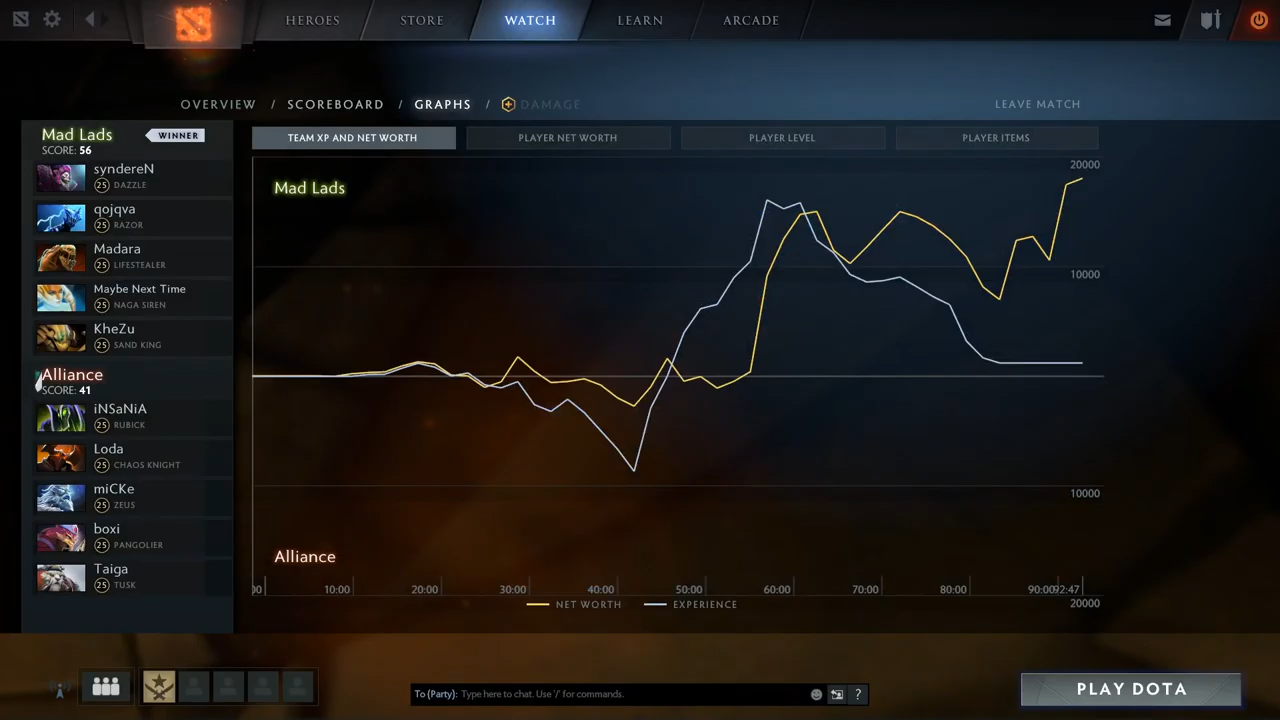 HEROES
STORE
WATCH
LEARN
ARCADE
OVERVIEW / SCOREBOARD / GRAPHS / DAMAGE
LEAVE MATCH
Mad Lads
WINNER
SCORE: 56
syndereN
25 DAZZLE
qojqva
25 RAZOR
Madara
25 LIFESTEALER
Maybe Next Time
25 NAGA SIREN
KheZu
25 SAND KING
Alliance
SCORE: 41
iNSaNiA
25 RUBICK
Loda
25 CHAOS KNIGHT
miCKe
25 ZEUS
boxi
25 PANGOLIER
Taiga
25 TUSK
TEAM XP AND NET WORTH
PLAYER NET WORTH
PLAYER LEVEL
PLAYER ITEMS
20000
Mad Lads
10000
10000
Alliance
00 10:00 20:00 30:00 40:00 50:00 60:00 70:00 80:00 90:00 92:47
NET WORTH
EXPERIENCE
20000
To (Party): Type here to chat. Use '/' for commands.
?
PLAY DOTA